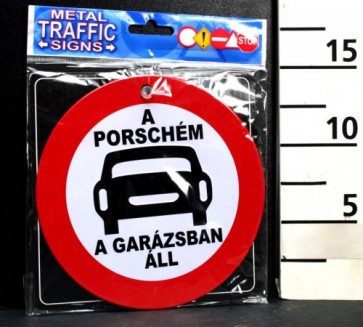 METAL
TRAFFIC
SIGNS
STOP
A
PORSCHÉM
A GARÁZSBAN
ÁLL
15
10
5